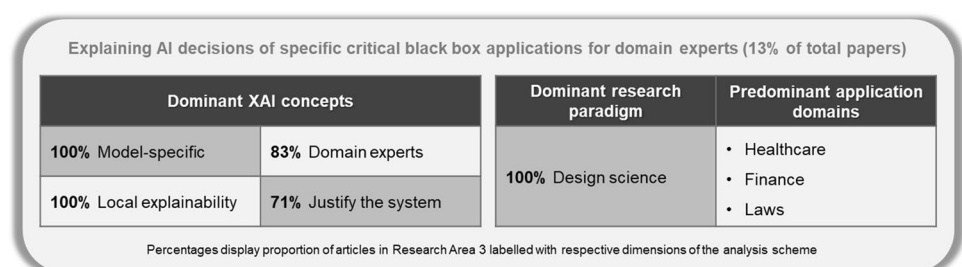 Explaining AI decisions of specific critical black box applications for domain experts (13% of total papers)
Dominant XAI concepts
100% Model-specific
83% Domain experts
100% Local explainability
71% Justify the system
Dominant research
paradigm
100% Design science
Predominant application
domains
• Healthcare
• Finance
• Laws
Percentages display proportion of articles in Research Area 3 labelled with respective dimensions of the analysis scheme